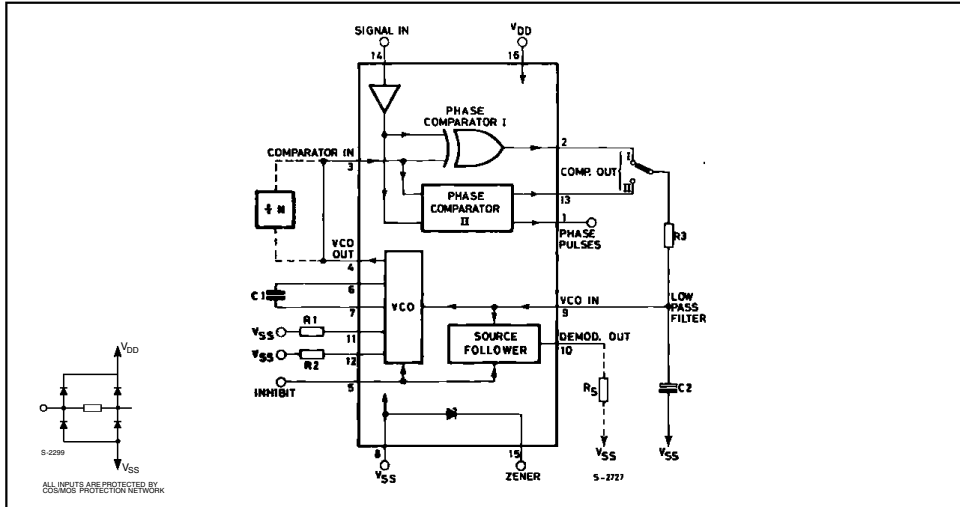 SIGNAL IN
14
VDD
16
PHASE
COMPARATOR I
2
COMPARATOR IN
3
I
COMP. OUT
II
13
PHASE
COMPARATOR
II
1
PHASE
PULSES
R3
VCO
OUT
4
6
C1
7
VCO
VCO IN
9
LOW
PASS
FILTER
R1
VSS
11
SOURCE
FOLLOWER
DEMOD. OUT
10
VSS
R2
12
INHIBIT
5
RS
C2
VDD
S-2299
VSS
8
VSS
15
ZENER
VSS
VSS
S-2727
ALL INPUTS ARE PROTECTED BY
COS/MOS PROTECTION NETWORK